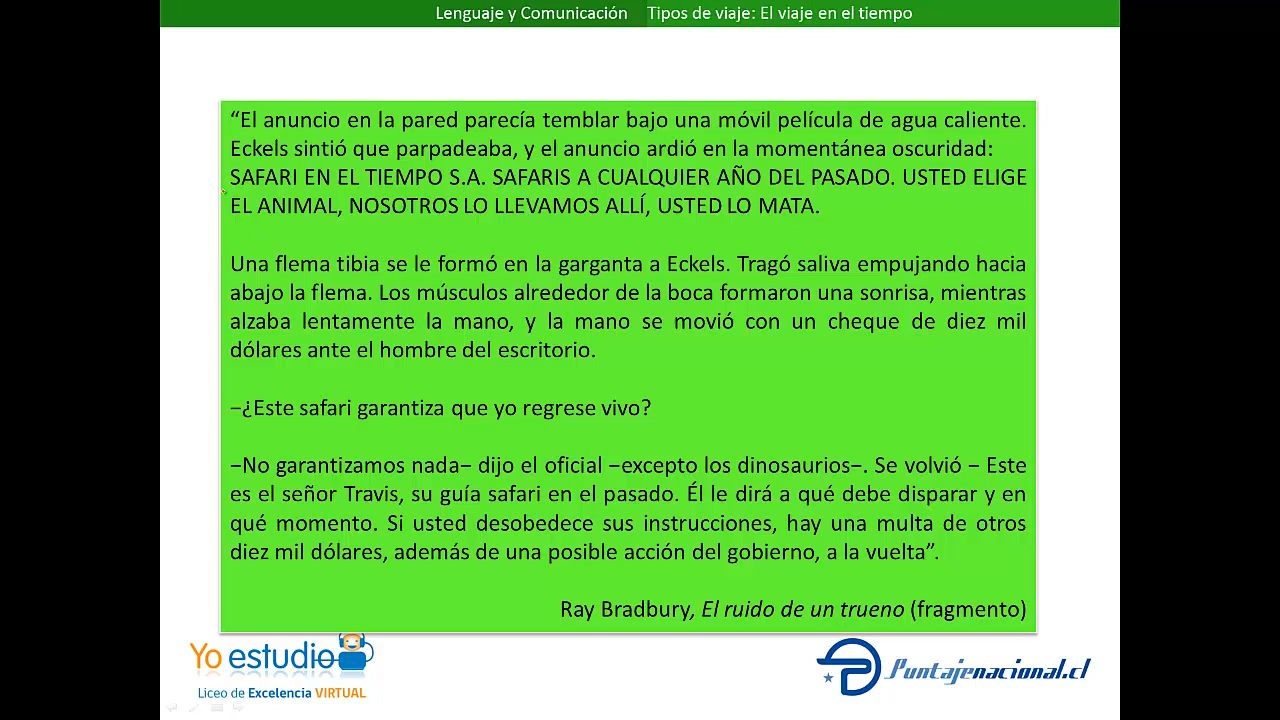 Lenguaje y Comunicación Tipos de viaje: El viaje en el tiempo
“El anuncio en la pared parecía temblar bajo una móvil película de agua caliente.
Eckels sintió que parpadeaba, y el anuncio ardió en la momentánea oscuridad:
SAFARI EN EL TIEMPO S.A. SAFARIS A CUALQUIER AÑO DEL PASADO. USTED ELIGE
EL ANIMAL, NOSOTROS LO LLEVAMOS ALLÍ, USTED LO MATA.
Una flema tibia se le formó en la garganta a Eckels. Tragó saliva empujando hacia
abajo la flema. Los músculos alrededor de la boca formaron una sonrisa, mientras
alzaba lentamente la mano, y la mano se movió con un cheque de diez mil
dólares ante el hombre del escritorio.
−¿Este safari garantiza que yo regrese vivo?
−No garantizamos nada− dijo el oficial −excepto los dinosaurios−. Se volvió − Este
es el señor Travis, su guía safari en el pasado. Él le dirá a qué debe disparar y en
qué momento. Si usted desobedece sus instrucciones, hay una multa de otros
diez mil dólares, además de una posible acción del gobierno, a la vuelta”.
Ray Bradbury, El ruido de un trueno (fragmento)
Yo estudio
Liceo de Excelencia VIRTUAL
Puntajenacional.cl